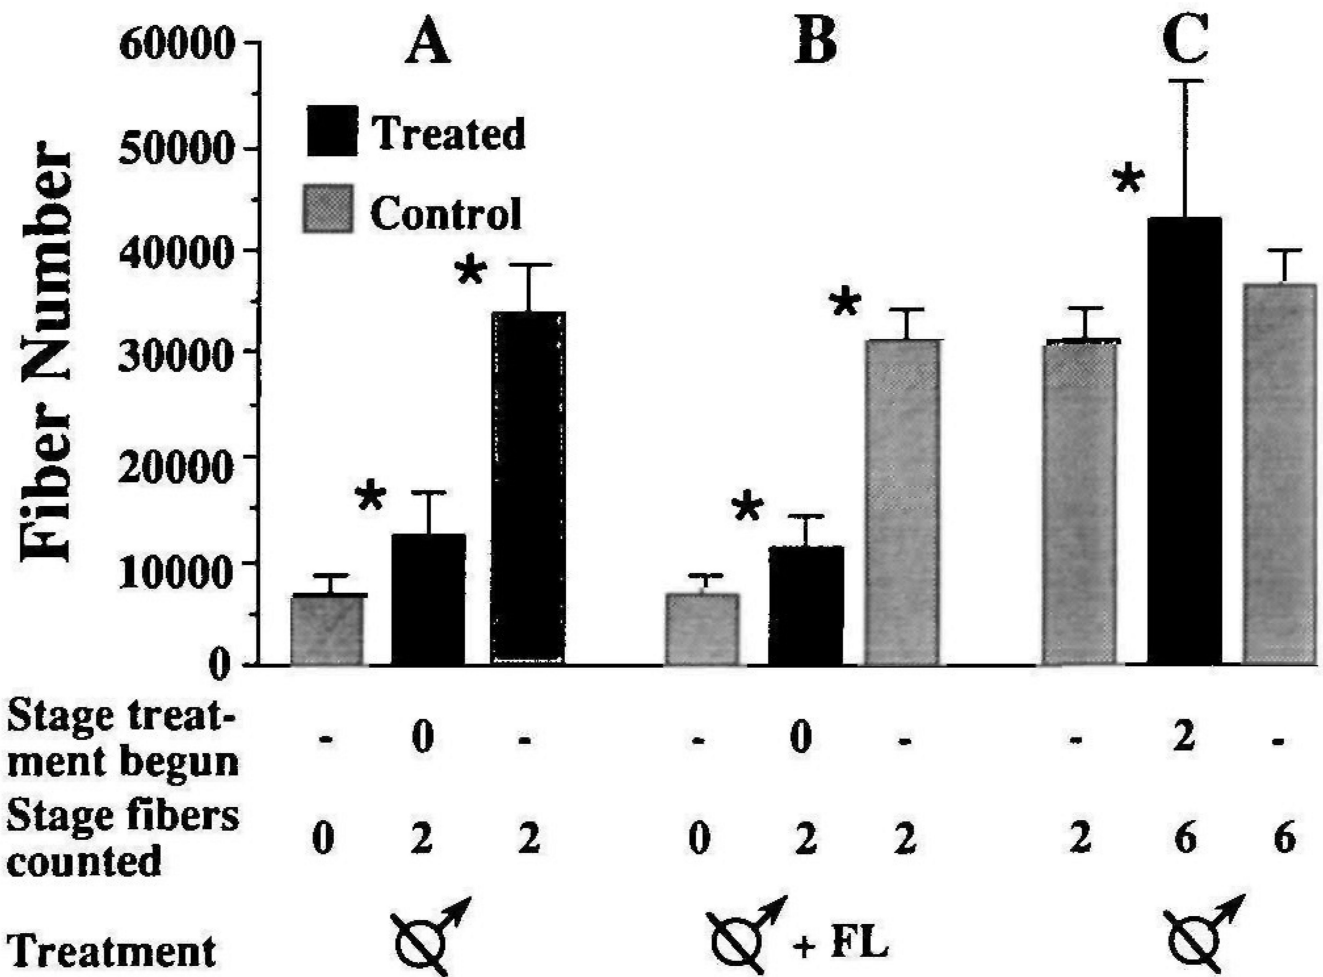 A B C
60000
50000
40000
30000
20000
10000
0
Fiber Number
Treated
Control
*
*
*
*
*
Stage treat-
ment begun - 0 - - 0 - - 2 -
Stage fibers
counted 0 2 2 0 2 2 2 6 6
Treatment + FL